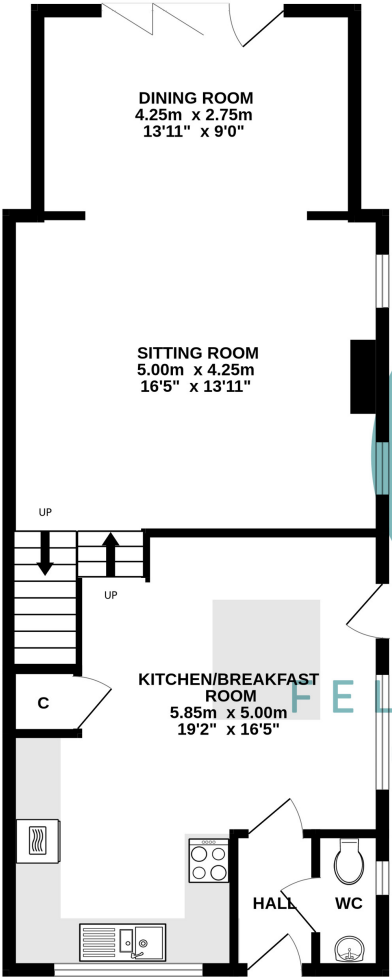 DINING ROOM
4.25m x 2.75m
13'11" x 9'0"
SITTING ROOM
5.00m x 4.25m
16'5" x 13'11"
UP
UP
KITCHEN/BREAKFAST
ROOM
5.85m x 5.00m
19'2" x 16'5"
FEL
C
HALL
WC